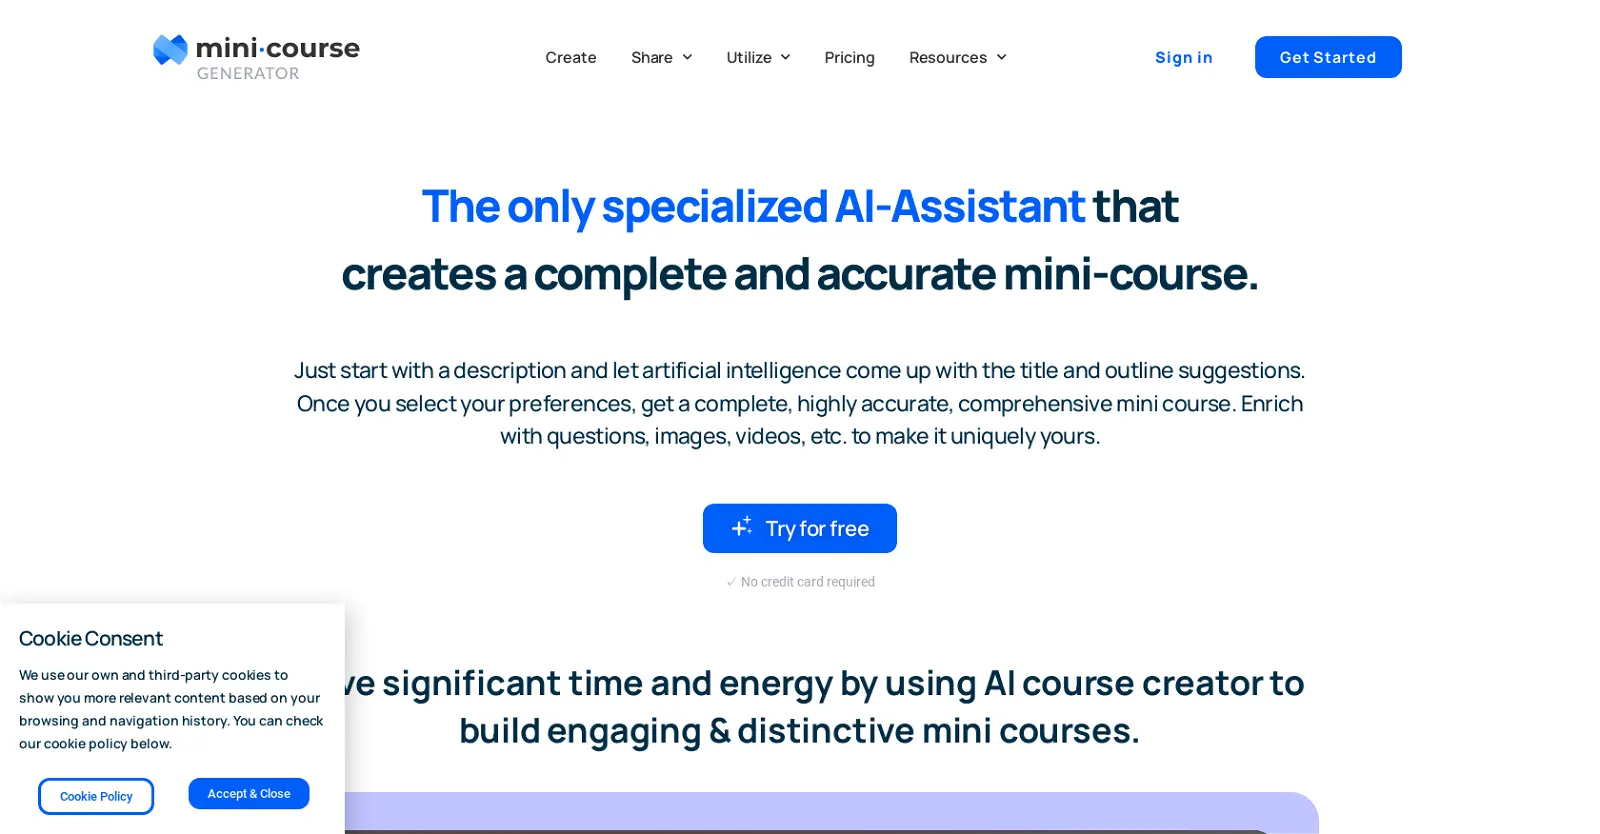 mini·course
GENERATOR
Create
Share
Utilize
Pricing
Resources
Sign in
Get Started
The only specialized AI-Assistant that
creates a complete and accurate mini-course.
Just start with a description and let artificial intelligence come up with the title and outline suggestions.
Once you select your preferences, get a complete, highly accurate, comprehensive mini course. Enrich
with questions, images, videos, etc. to make it uniquely yours.
Try for free
✓ No credit card required
significant time and energy by using AI course creator to
build engaging & distinctive mini courses.
Cookie Consent
We use our own and third-party cookies to
show you more relevant content based on your
browsing and navigation history. You can check
our cookie policy below.
Cookie Policy
Accept & Close